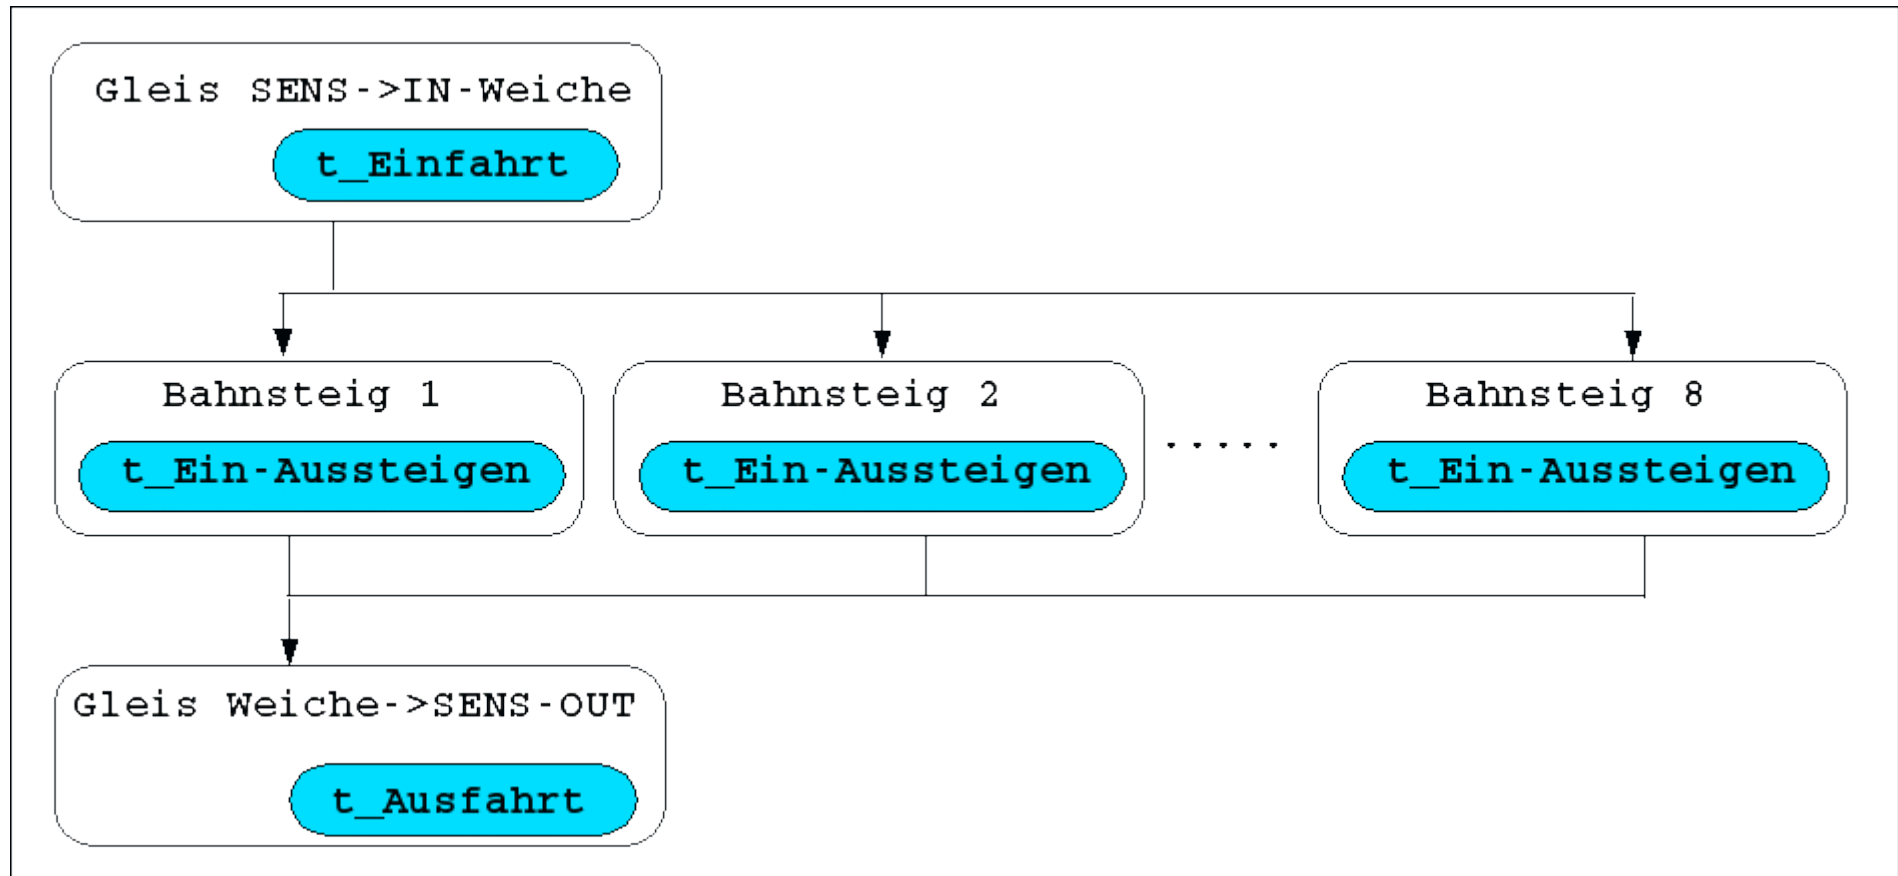 Gleis SENS->IN-Weiche
t_Einfahrt
Bahnsteig 1
t_Ein-Aussteigen
Bahnsteig 2
t_Ein-Aussteigen
.....
Bahnsteig 8
t_Ein-Aussteigen
Gleis Weiche->SENS-OUT
t_Ausfahrt